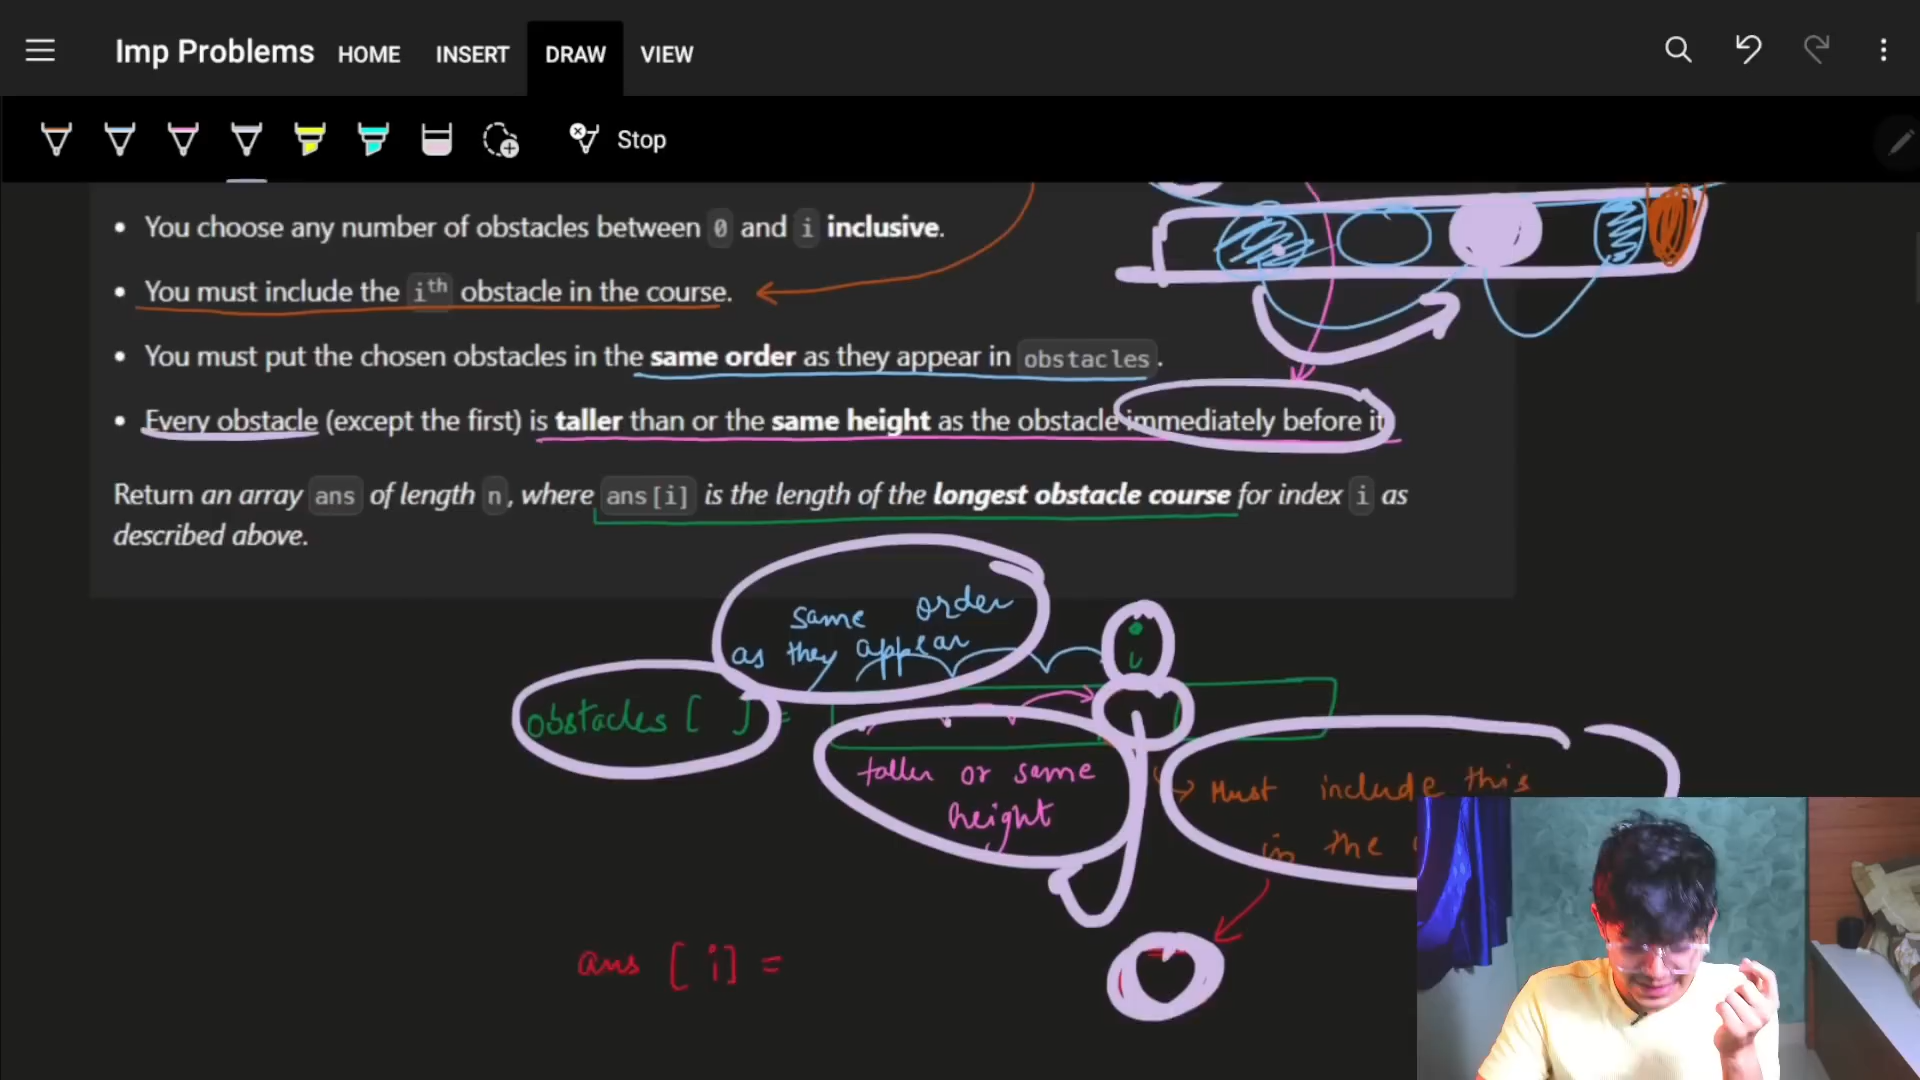 Imp Problems HOME INSERT DRAW VIEW
Stop
• You choose any number of obstacles between 0 and i inclusive.
• You must include the ith obstacle in the course.
• You must put the chosen obstacles in the same order as they appear in obstacles.
• Every obstacle (except the first) is taller than or the same height as the obstacle immediately before it
Return an array ans of length n, where ans[i] is the length of the longest obstacle course for index i as
described above.
same order
as they appear
i
obstacles [ ] =
taller or same
height
Must include this
in the
ans [ i ] =